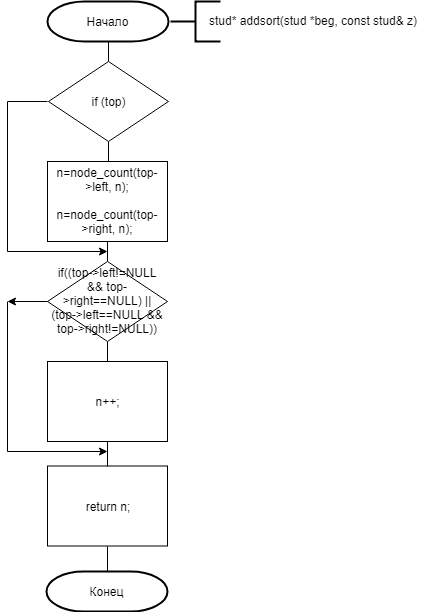 Начало
stud* addsort(stud *beg, const stud& z)
if (top)
n=node_count(top-
>left, n);
n=node_count(top-
>right, n);
if((top->left!=NULL
&& top-
>right==NULL) ||
(top->left==NULL &&
top->right!=NULL))
n++;
return n;
Конец